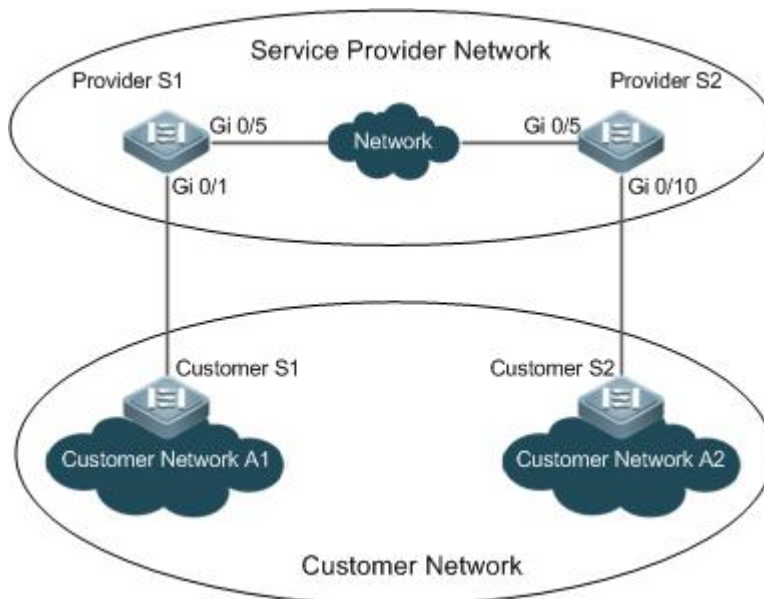 Service Provider Network
Provider S1
Provider S2
Gi 0/5
Network
Gi 0/5
Gi 0/1
Gi 0/10
Customer S1
Customer S2
Customer Network A1
Customer Network A2
Customer Network